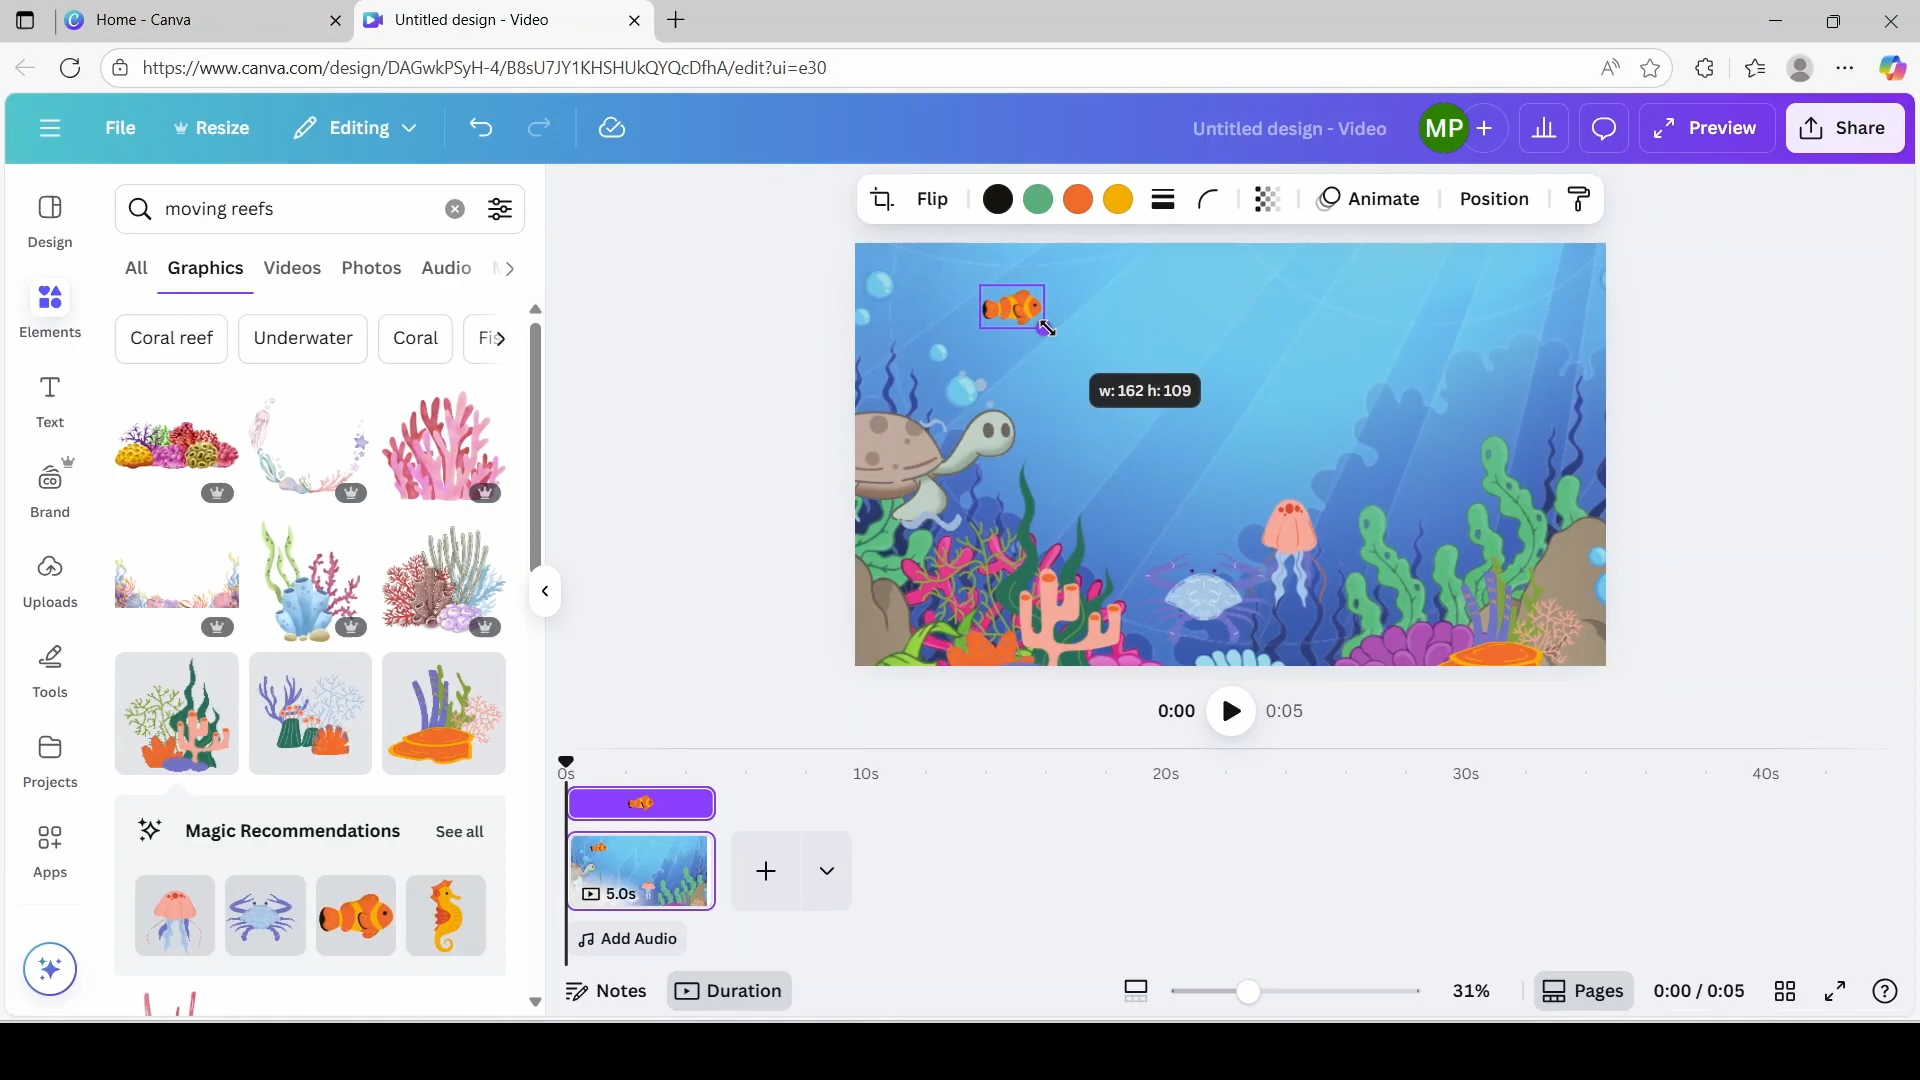 Home - Canva
Untitled design - Video
https://www.canva.com/design/DAGwkPSyH-4/B8sU7JY1KHSHUkQYQcDfhA/edit?ui=e30
File
Resize
Editing
Untitled design - Video
MP
Preview
Share
Design
Elements
Text
Brand
Uploads
Tools
Projects
Apps
moving reefs
All
Graphics
Videos
Photos
Audio
Coral reef
Underwater
Coral
Magic Recommendations
See all
Flip
Animate
Position
w: 162 h: 109
0:00
0:05
0s
10s
20s
30s
40s
5.0s
Add Audio
Notes
Duration
31%
Pages
0:00 / 0:05